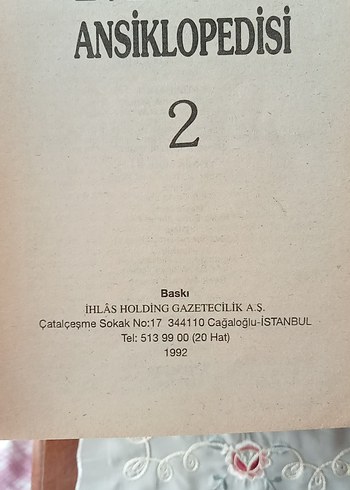 ANSİKLOPEDİSİ
2
Baskı
İHLÂS HOLDİNG GAZETECİLİK A.Ş.
Çatalçeşme Sokak No:17 344110 Cağaloğlu-İSTANBUL
Tel: 513 99 00 (20 Hat)
1992